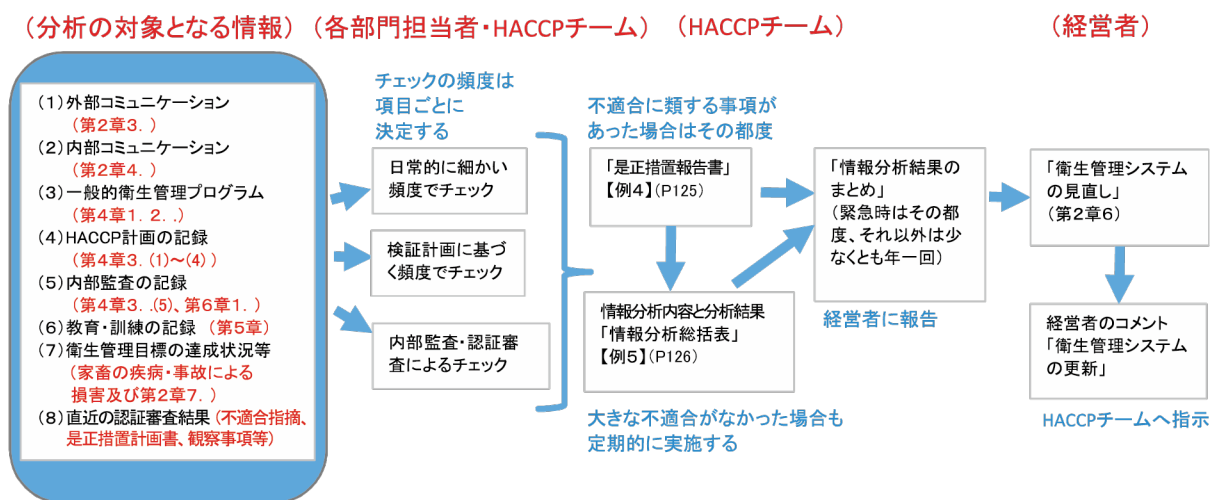 (分析の対象となる情報)
(各部門担当者・HACCPチーム)
(HACCPチーム)
(経営者)
(1)外部コミュニケーション
(第2章3.)
(2)内部コミュニケーション
(第2章4.)
(3)一般的衛生管理プログラム
(第4章1.2..)
(4)HACCP計画の記録
(第4章3.(1)～(4))
(5)内部監査の記録
(第4章3..(5)、第6章1.)
(6)教育・訓練の記録 (第5章)
(7)衛生管理目標の達成状況等
(家畜の疾病・事故による
損害及び第2章7.)
(8)直近の認証審査結果(不適合指摘、
是正措置計画書、観察事項等)
チェックの頻度は
項目ごとに
決定する
日常的に細かい
頻度でチェック
検証計画に基づ
く頻度でチェック
内部監査・認証審
査によるチェック
不適合に類する事項が
あった場合はその都度
「是正措置報告書」
【例4】(P125)
情報分析内容と分析結果
「情報分析総括表」
【例5】(P126)
大きな不適合がなかった場合も
定期的に実施する
「情報分析結果の
まとめ」
(緊急時はその都
度、それ以外は少
なくとも年一回)
経営者に報告
「衛生管理システム
の見直し」
(第2章6)
経営者のコメント
「衛生管理システム
の更新」
HACCPチームへ指示